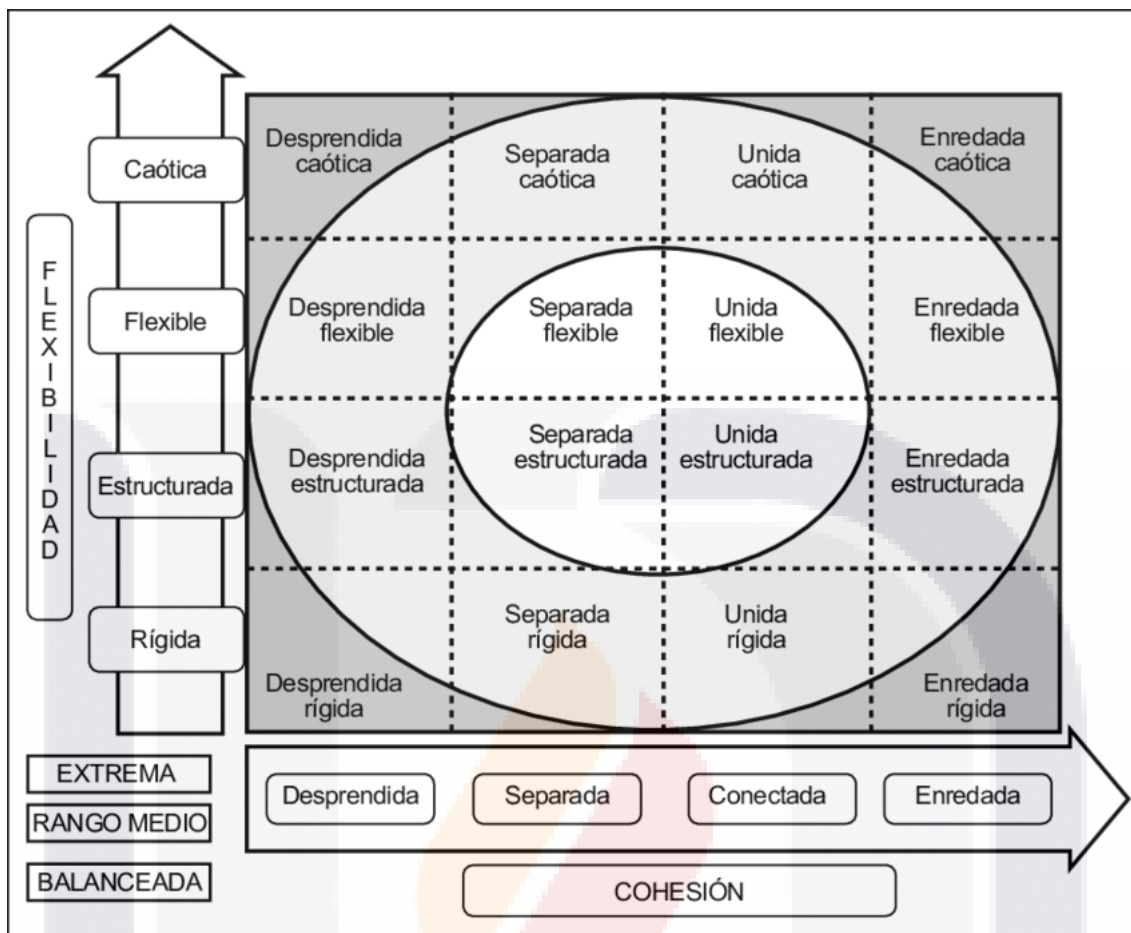 Desprendida
caótica
Separada
caótica
Unida
caótica
Enredada
caótica
Caótica
FLEXIBILIDAD
Desprendida
flexible
Separada
flexible
Unida
flexible
Enredada
flexible
Flexible
Desprendida
estructurada
Separada
estructurada
Unida
estructurada
Enredada
estructurada
Estructurada
Separada
rígida
Unida
rígida
Rígida
Desprendida
rígida
Enredada
rígida
EXTREMA
RANGO MEDIO
BALANCEADA
Desprendida
Separada
Conectada
Enredada
COHESIÓN